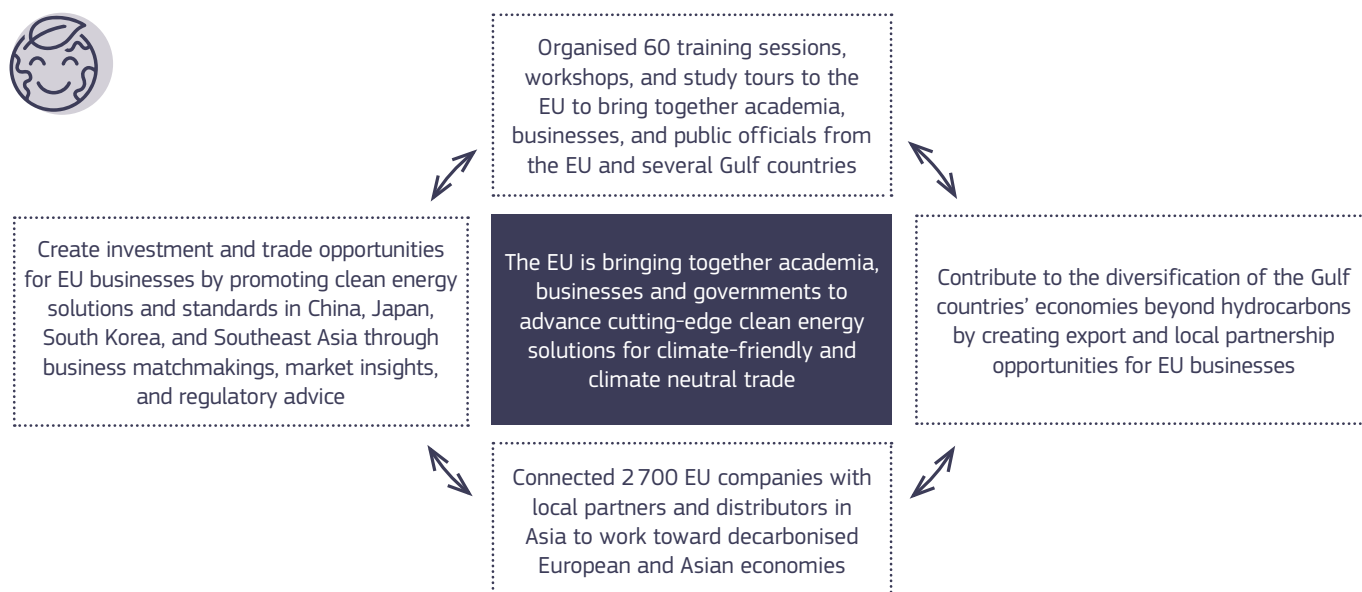 Organised 60 training sessions,
workshops, and study tours to the
EU to bring together academia,
businesses, and public officials from
the EU and several Gulf countries
Create investment and trade opportunities
for EU businesses by promoting clean energy
solutions and standards in China, Japan,
South Korea, and Southeast Asia through
business matchmakings, market insights,
and regulatory advice
The EU is bringing together academia,
businesses and governments to
advance cutting-edge clean energy
solutions for climate-friendly and
climate neutral trade
Contribute to the diversification of the Gulf
countries’ economies beyond hydrocarbons
by creating export and local partnership
opportunities for EU businesses
Connected 2 700 EU companies with
local partners and distributors in
Asia to work toward decarbonised
European and Asian economies